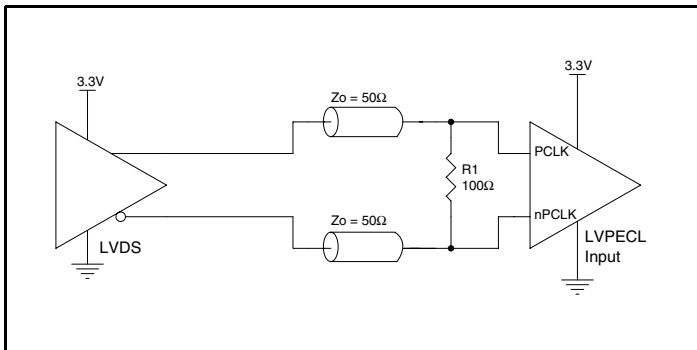 3.3V
Zo = 50Ω
3.3V
PCLK
R1
100Ω
nPCLK
LVDS
Zo = 50Ω
LVPECL
Input